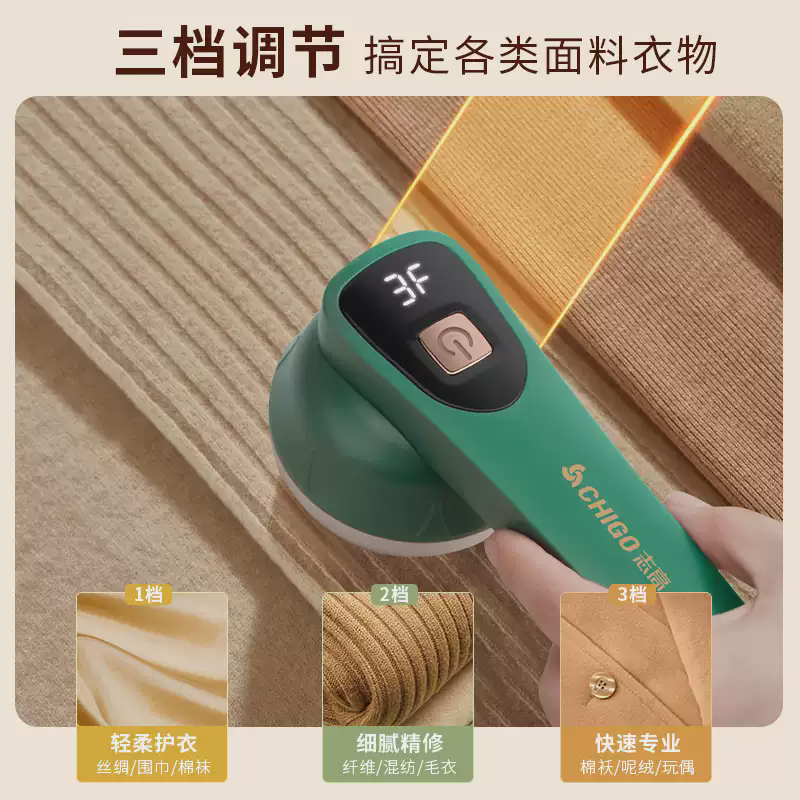 三档调节 搞定各类面料衣物
3F
CHIGO 志高
1档
轻柔护衣
丝绸/围巾/棉袜
2档
细腻精修
纤维/混纺/毛衣
3档
快速专业
棉袄/呢绒/玩偶